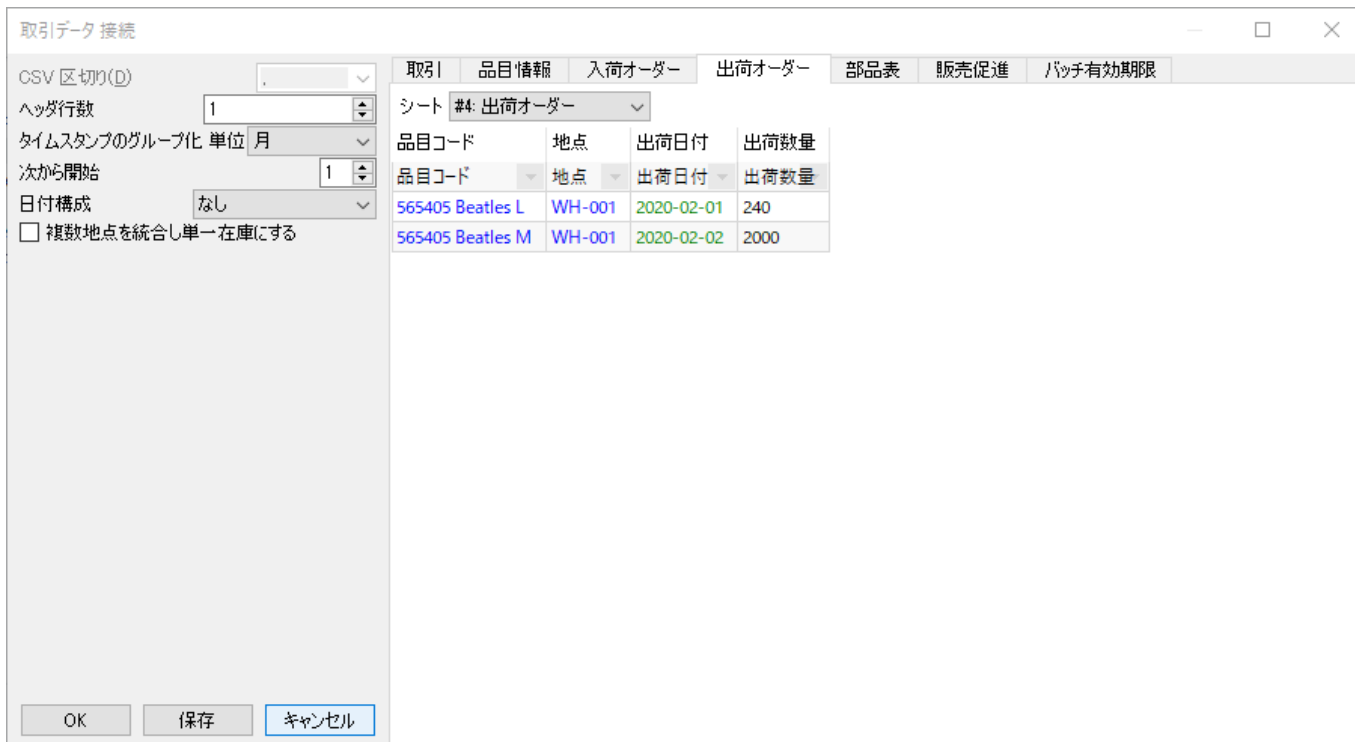 取引データ 接続
CSV 区切り(D) ,
ヘッダ行数 1
タイムスタンプのグループ化 単位 月
次から開始 1
日付構成 なし
複数地点を統合し単一在庫にする
OK 保存 キャンセル
取引 品目情報 入荷オーダー 出荷オーダー 部品表 販売促進 バッチ有効期限
シート #4: 出荷オーダー
品目コード 地点 出荷日付 出荷数量
品目コード 地点 出荷日付 出荷数量
565405 Beatles L WH-001 2020-02-01 240
565405 Beatles M WH-001 2020-02-02 2000